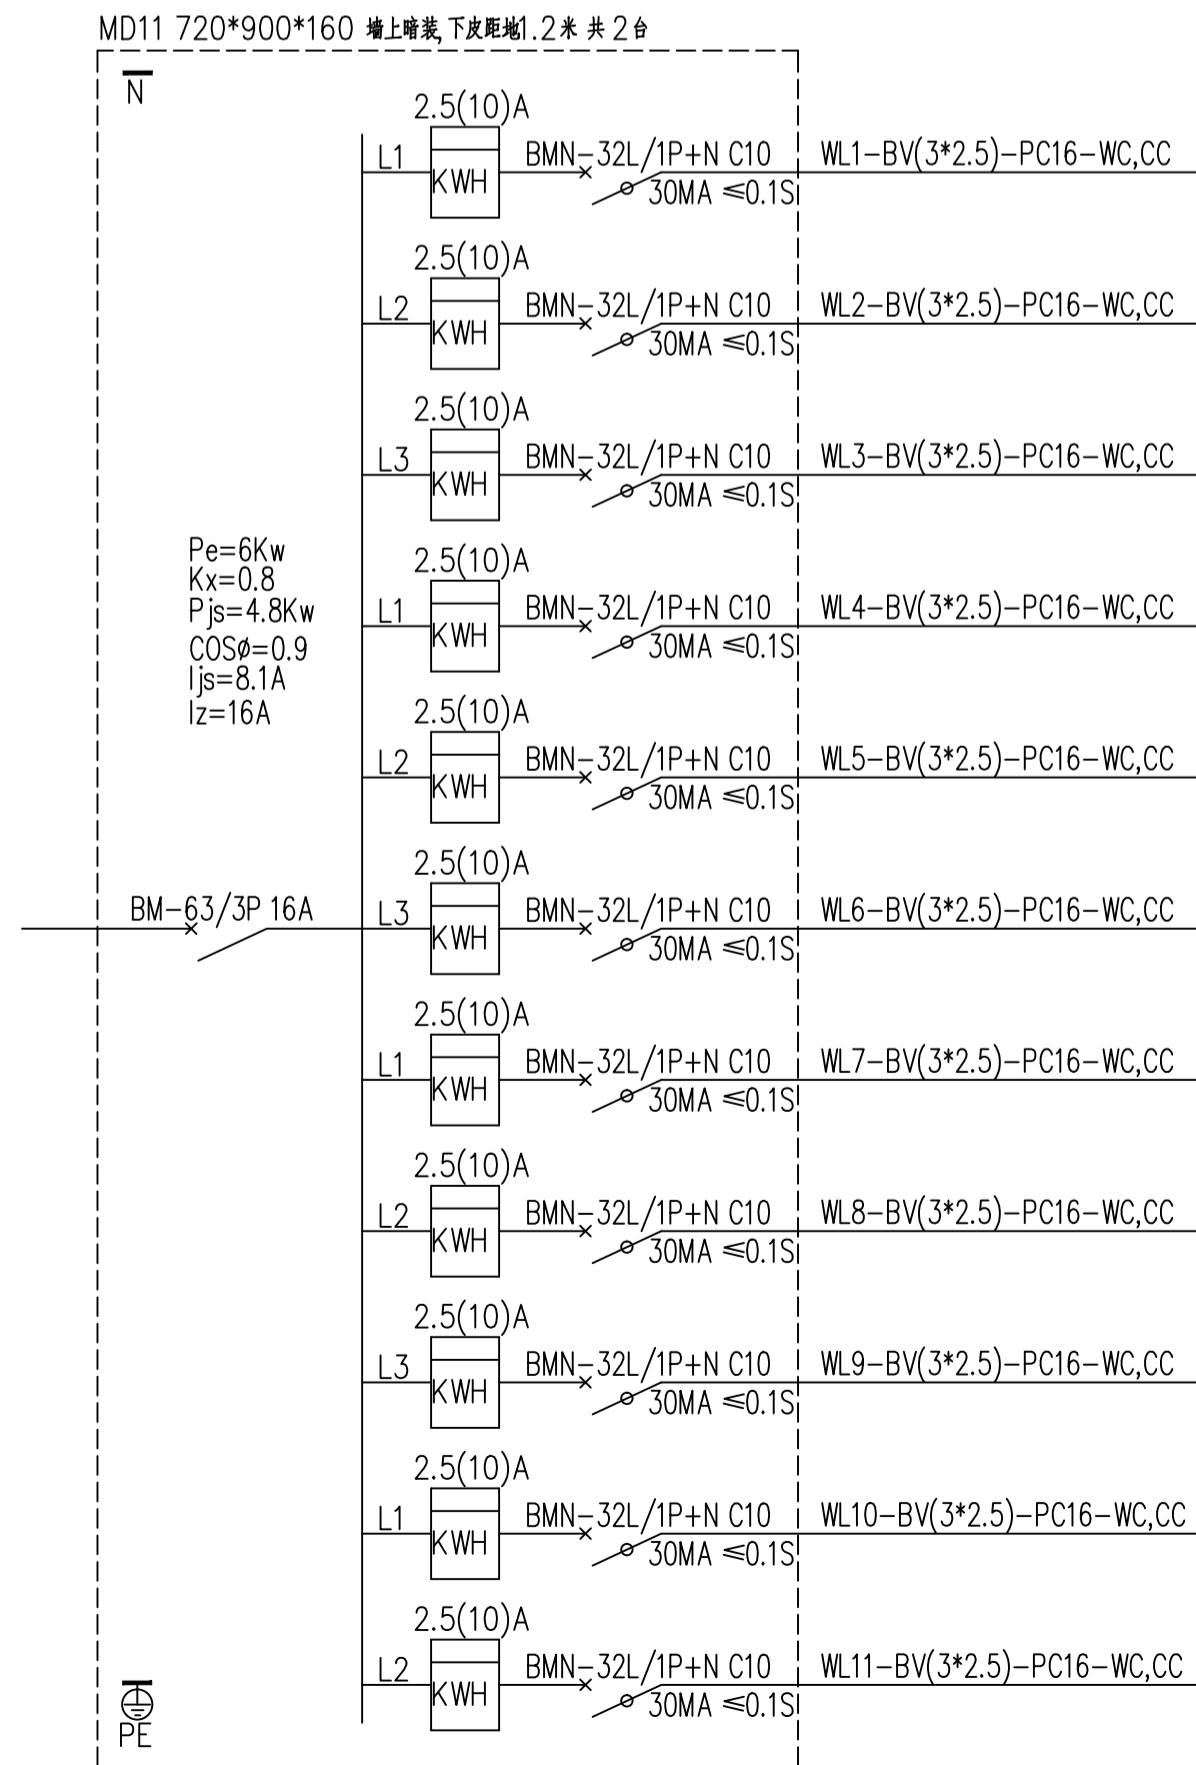 MD11 720*900*160 墙上暗装,下皮距地1.2米 共2台
N
2.5(10)A
L1 KWH BMN-32L/1P+N C10 WL1-BV(3*2.5)-PC16-WC,CC
30MA ≤0.1S
2.5(10)A
L2 KWH BMN-32L/1P+N C10 WL2-BV(3*2.5)-PC16-WC,CC
30MA ≤0.1S
2.5(10)A
L3 KWH BMN-32L/1P+N C10 WL3-BV(3*2.5)-PC16-WC,CC
30MA ≤0.1S
Pe=6Kw
Kx=0.8
Pjs=4.8Kw
COSø=0.9
Ijs=8.1A
Iz=16A
2.5(10)A
L1 KWH BMN-32L/1P+N C10 WL4-BV(3*2.5)-PC16-WC,CC
30MA ≤0.1S
2.5(10)A
L2 KWH BMN-32L/1P+N C10 WL5-BV(3*2.5)-PC16-WC,CC
30MA ≤0.1S
2.5(10)A
BM-63/3P 16A L3 KWH BMN-32L/1P+N C10 WL6-BV(3*2.5)-PC16-WC,CC
30MA ≤0.1S
2.5(10)A
L1 KWH BMN-32L/1P+N C10 WL7-BV(3*2.5)-PC16-WC,CC
30MA ≤0.1S
2.5(10)A
L2 KWH BMN-32L/1P+N C10 WL8-BV(3*2.5)-PC16-WC,CC
30MA ≤0.1S
2.5(10)A
L3 KWH BMN-32L/1P+N C10 WL9-BV(3*2.5)-PC16-WC,CC
30MA ≤0.1S
2.5(10)A
L1 KWH BMN-32L/1P+N C10 WL10-BV(3*2.5)-PC16-WC,CC
30MA ≤0.1S
2.5(10)A
L2 KWH BMN-32L/1P+N C10 WL11-BV(3*2.5)-PC16-WC,CC
30MA ≤0.1S
PE